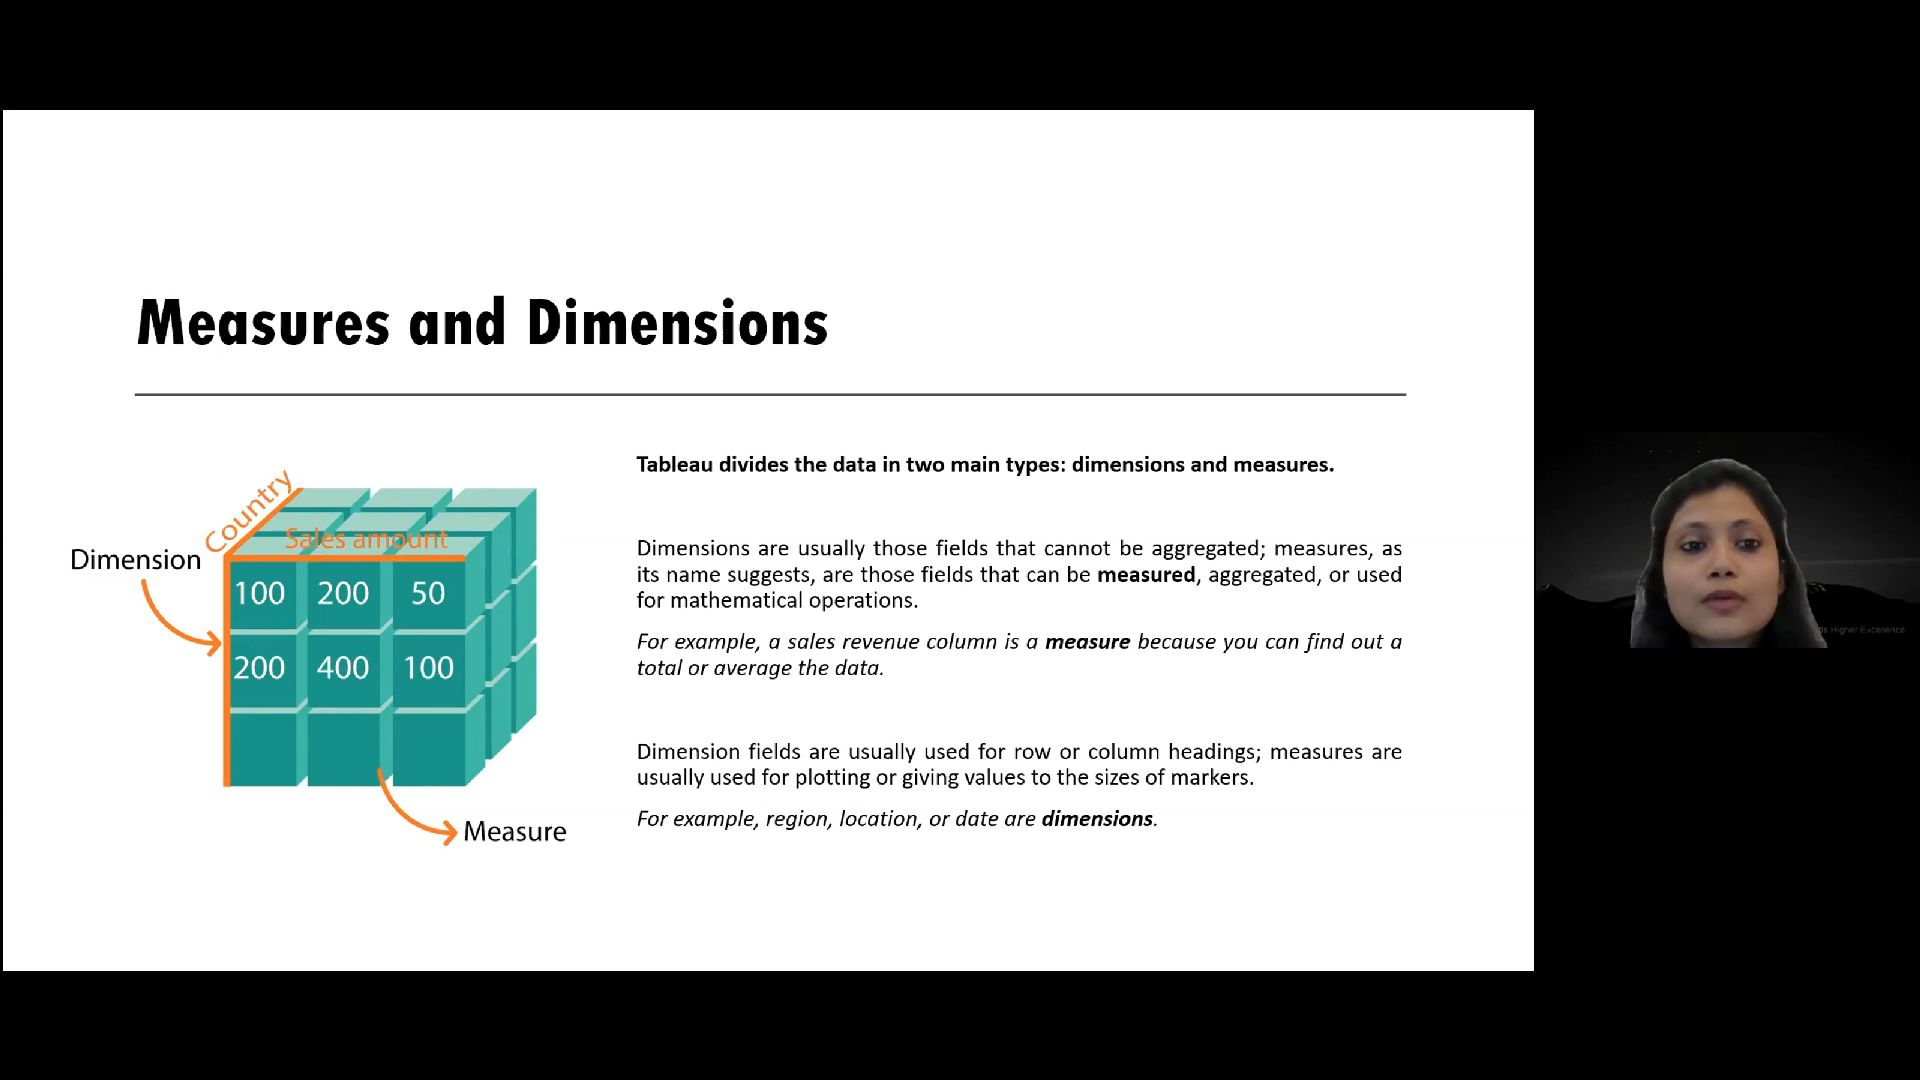 Measures and Dimensions
Country
Sales amount
Dimension
100 200 50
200 400 100
Measure
Tableau divides the data in two main types: dimensions and measures.
Dimensions are usually those fields that cannot be aggregated; measures, as
its name suggests, are those fields that can be measured, aggregated, or used
for mathematical operations.
For example, a sales revenue column is a measure because you can find out a
total or average the data.
Dimension fields are usually used for row or column headings; measures are
usually used for plotting or giving values to the sizes of markers.
For example, region, location, or date are dimensions.
Higher Excellence